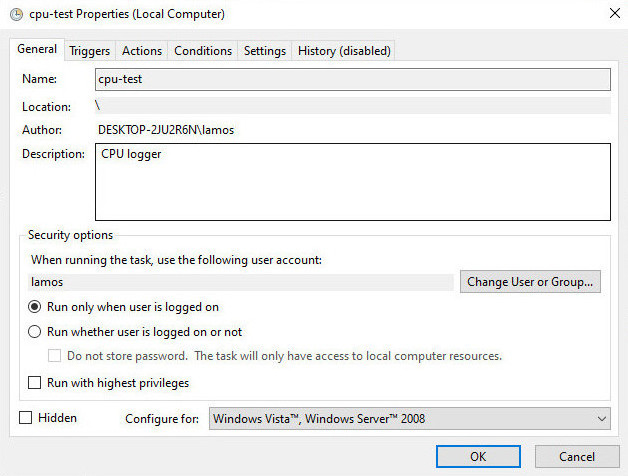 cpu-test Properties (Local Computer)
General Triggers Actions Conditions Settings History (disabled)
Name: cpu-test
Location: \
Author: DESKTOP-2JU2R6N\lamos
Description: CPU logger
Security options
When running the task, use the following user account:
lamos Change User or Group...
Run only when user is logged on
Run whether user is logged on or not
Do not store password. The task will only have access to local computer resources.
Run with highest privileges
Hidden Configure for: Windows Vista™, Windows Server™ 2008
OK Cancel